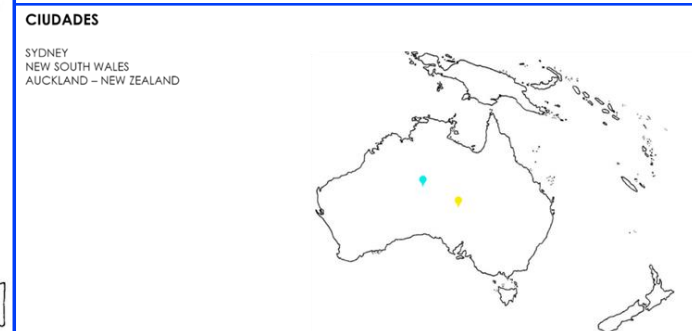 CIUDADES
SYDNEY
NEW SOUTH WALES
AUCKLAND – NEW ZEALAND